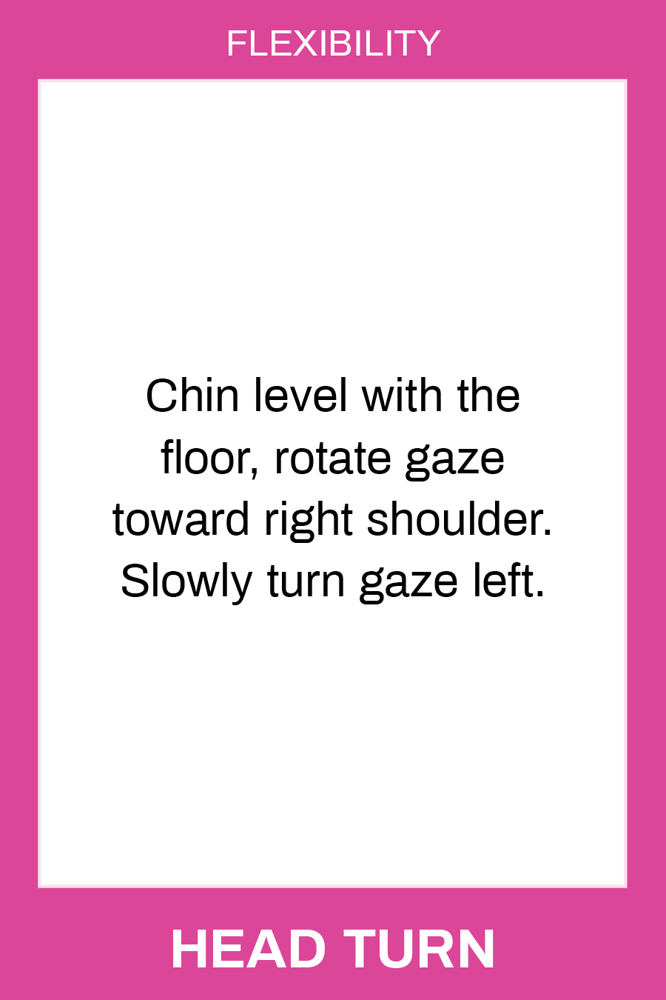 FLEXIBILITY
Chin level with the
floor, rotate gaze
toward right shoulder.
Slowly turn gaze left.
HEAD TURN